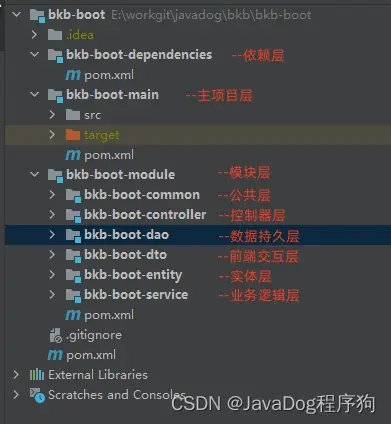 bkb-boot E:\workgit\javadog\bkb\bkb-boot
.idea
bkb-boot-dependencies --依赖层
pom.xml
bkb-boot-main --主项目层
src
target
pom.xml
bkb-boot-module --模块层
bkb-boot-common --公共层
bkb-boot-controller --控制器层
bkb-boot-dao --数据持久层
bkb-boot-dto --前端交互层
bkb-boot-entity --实体层
bkb-boot-service --业务逻辑层
pom.xml
.gitignore
pom.xml
External Libraries
Scratches and Consoles
CSDN @JavaDog程序狗